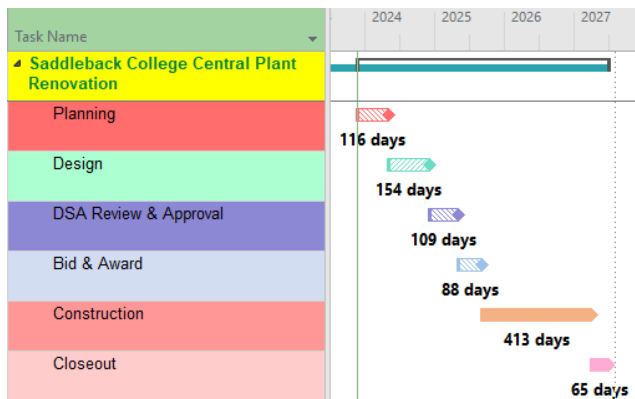 2024 2025 2026 2027
Task Name
Saddleback College Central Plant
Renovation
Planning
116 days
Design
154 days
DSA Review & Approval
109 days
Bid & Award
88 days
Construction
413 days
Closeout
65 days